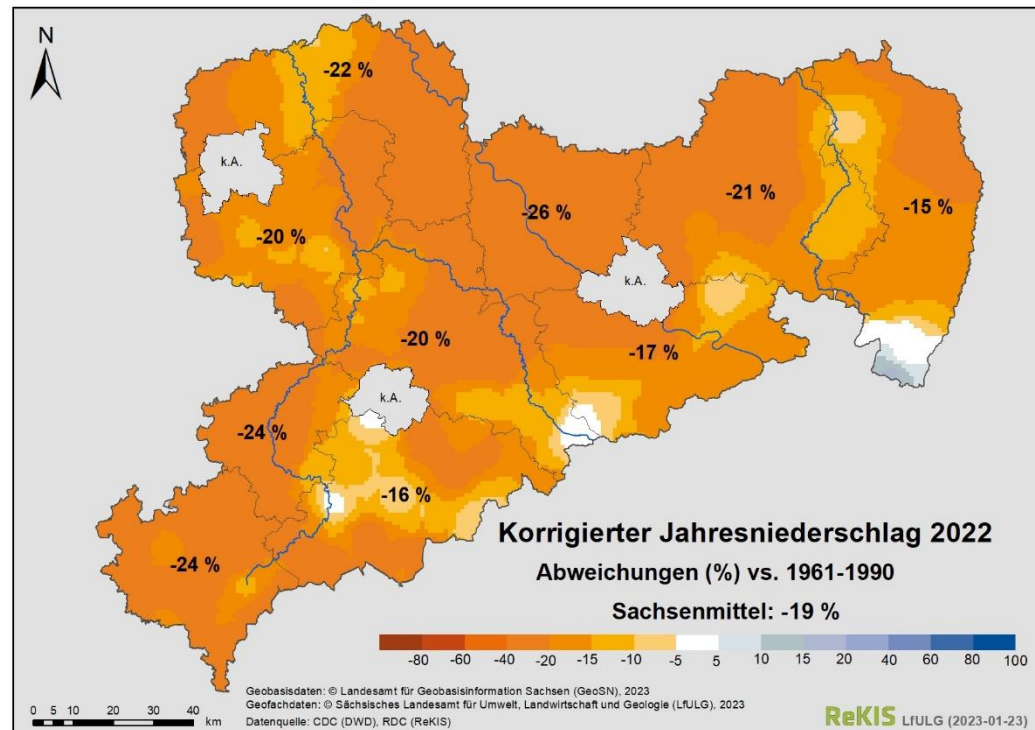 N
-22 %
k.A.
-21 %
-15 %
-26 %
-20 %
k.A.
-20 %
-17 %
k.A.
-24 %
-16 %
-24 %
Korrigierter Jahresniederschlag 2022
Abweichungen (%) vs. 1961-1990
Sachsenmittel: -19 %
-80 -60 -40 -20 -15 -10 -5 5 10 15 20 40 60 80 100
Geobasisdaten: © Landesamt für Geobasisinformation Sachsen (GeoSN), 2023
Geofachdaten: © Sächsisches Landesamt für Umwelt, Landwirtschaft und Geologie (LfULG), 2023
Datenquelle: CDC (DWD), RDC (ReKIS)
0 5 10 20 30 40
km
ReKIS LfULG (2023-01-23)